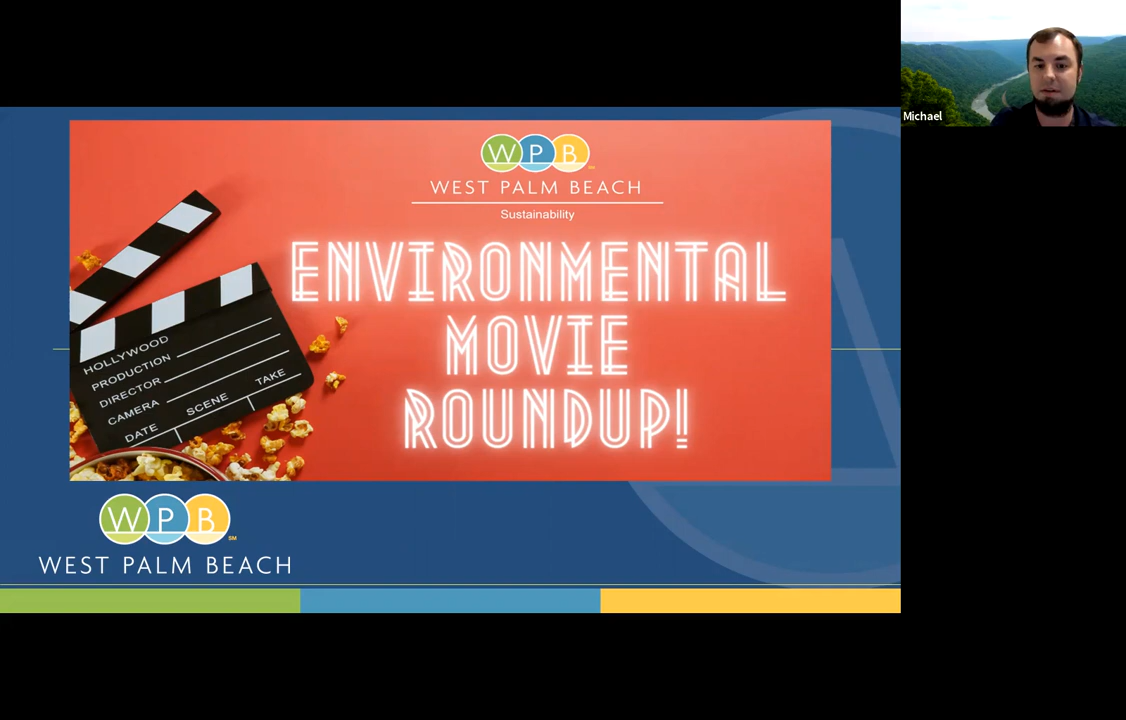 Michael
WPB
WEST PALM BEACH
Sustainability
ENVIRONMENTAL
MOVIE
ROUNDUP!
HOLLYWOOD
PRODUCTION
DIRECTOR
CAMERA
DATE SCENE TAKE
WPB SM
WEST PALM BEACH